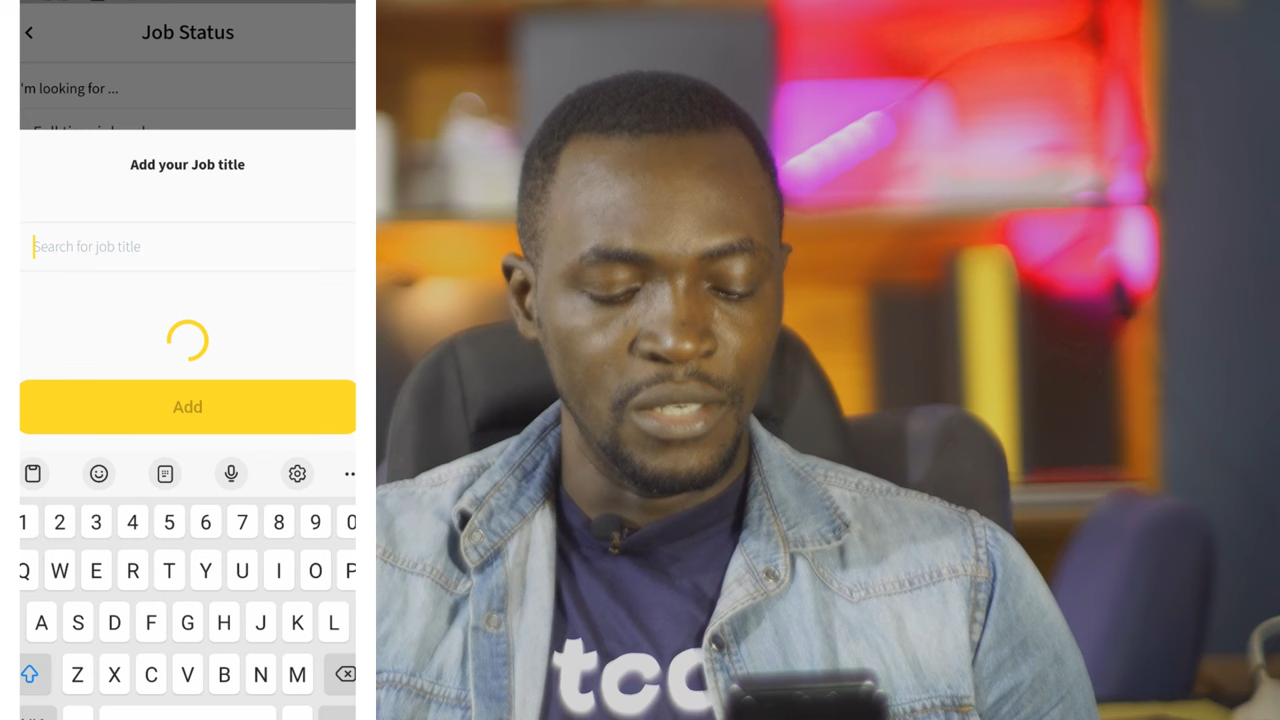 Job Status
'm looking for ...
Add your Job title
Search for job title
Add
1 2 3 4 5 6 7 8 9 0
Q W E R T Y U I O P
A S D F G H J K L
Z X C V B N M
tco